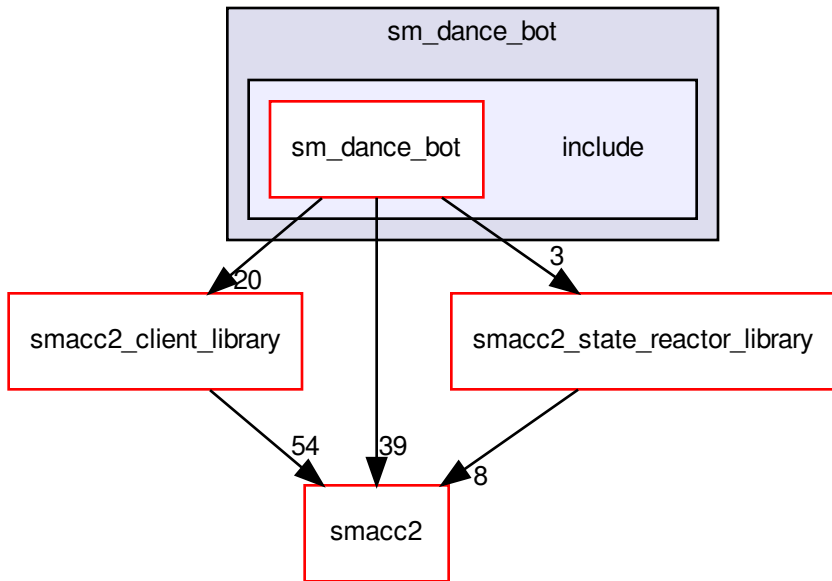 sm_dance_bot
sm_dance_bot
include
3
20
smacc2_client_library
smacc2_state_reactor_library
54
39
8
smacc2